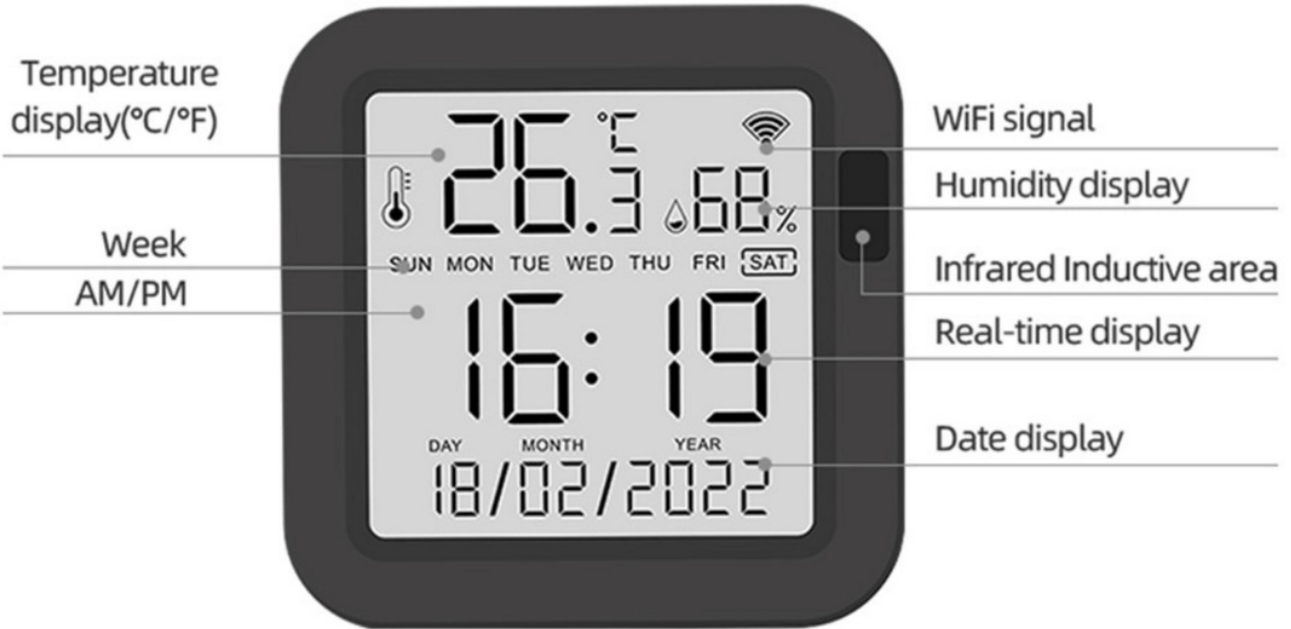 Temperature
display(°C/°F)
Week
AM/PM
26.3 °C
68%
SUN MON TUE WED THU FRI SAT
16:19
DAY MONTH YEAR
18/02/2022
WiFi signal
Humidity display
Infrared Inductive area
Real-time display
Date display